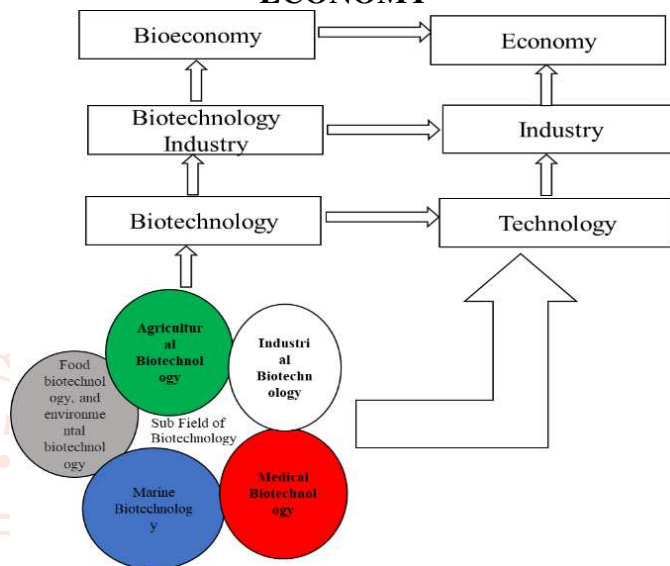 ECONOMY
Bioeconomy
Economy
Biotechnology
Industry
Industry
Biotechnology
Technology
Agricultur
al
Biotechnol
ogy
Industri
al
Biotechn
ology
Food
biotechnol
ogy, and
environme
ntal
biotechnol
ogy
Sub Field of
Biotechnology
Marine
Biotechnolog
y
Medical
Biotechnol
ogy